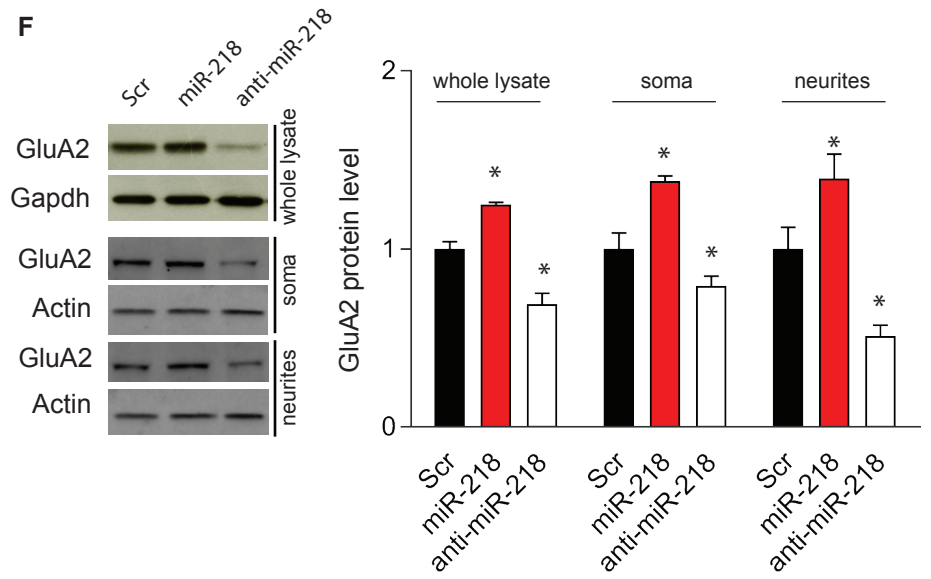 F
Scr
miR-218
anti-miR-218
GluA2
Gapdh
whole lysate
GluA2
Actin
soma
GluA2
Actin
neurites
GluA2 protein level
2
1
0
whole lysate
soma
neurites
*
*
*
*
*
*
Scr
miR-218
anti-miR-218
Scr
miR-218
anti-miR-218
Scr
miR-218
anti-miR-218